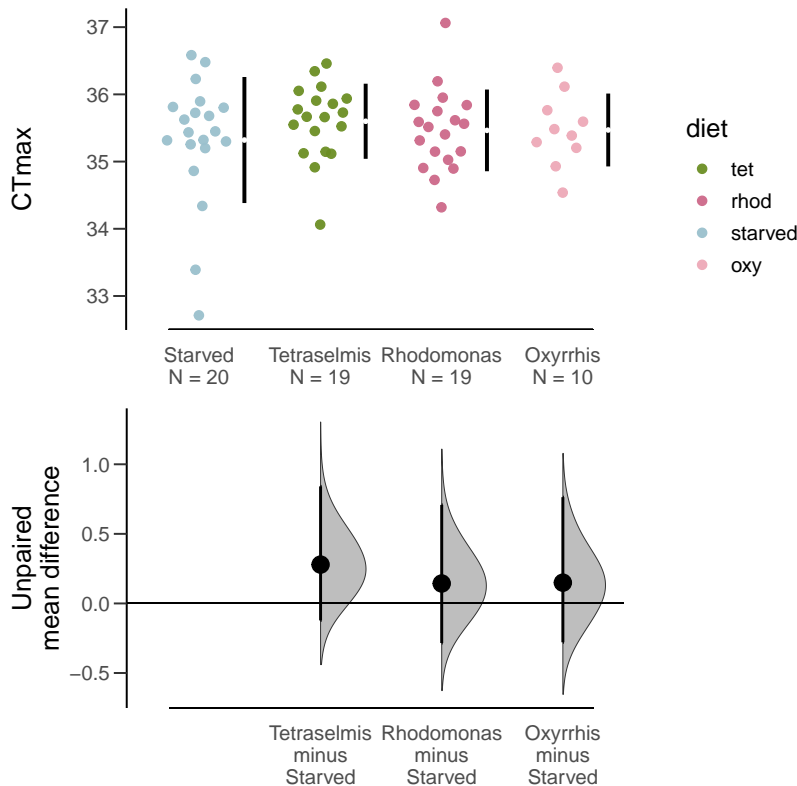 37
36
35
34
33
CTmax
Starved Tetraselmis Rhodomonas Oxyrrhis
N = 20 N = 19 N = 19 N = 10
diet
tet
rhod
starved
oxy
1.0
0.5
0.0
−0.5
Unpaired
mean difference
Tetraselmis Rhodomonas Oxyrrhis
minus minus minus
Starved Starved Starved